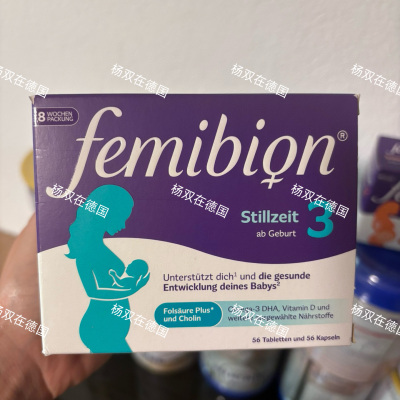 8 WOCHEN
PACKUNG
femibion®
Stillzeit 3
ab Geburt
Unterstützt dich¹ und die gesunde
Entwicklung deines Babys²
Folsäure Plus
und Cholin
DHA, Vitamin D und
weitere ausgewählte Nährstoffe
56 Tabletten und 56 Kapseln
杨双在德国
杨双在德国
杨双在德国
杨双在德国
杨双在德国
杨双在德国
杨双在德国
杨双在德国
杨双在德国